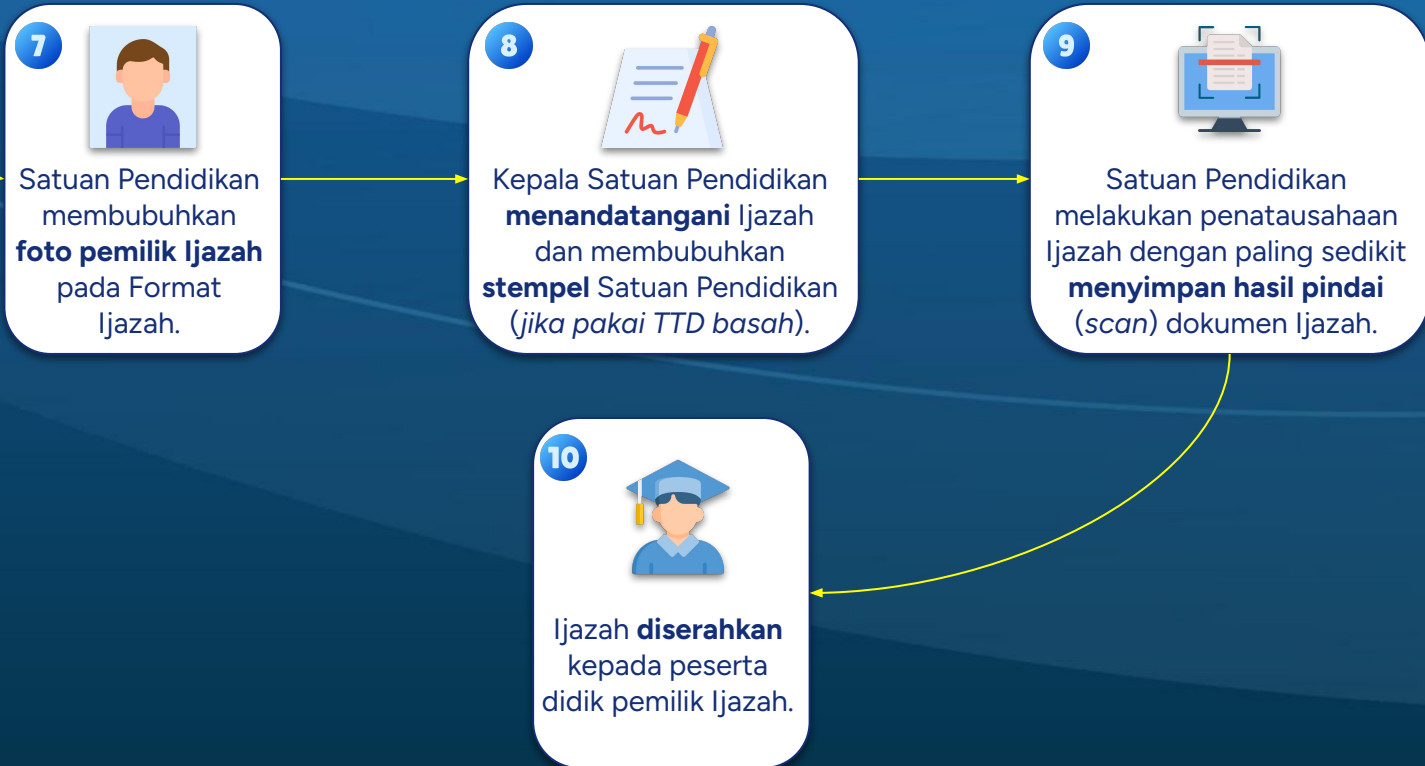 7
Satuan Pendidikan
membubuhkan
foto pemilik Ijazah
pada Format
Ijazah.
8
Kepala Satuan Pendidikan
menandatangani Ijazah
dan membubuhkan
stempel Satuan Pendidikan
(jika pakai TTD basah).
9
Satuan Pendidikan
melakukan penatausahaan
Ijazah dengan paling sedikit
menyimpan hasil pindai
(scan) dokumen Ijazah.
10
Ijazah diserahkan
kepada peserta
didik pemilik Ijazah.